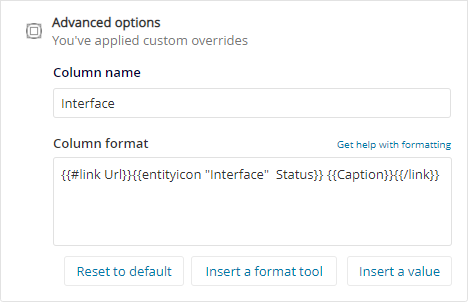 Advanced options
You've applied custom overrides
Column name
Interface
Column format Get help with formatting
{{#link Url}}{{entityicon "Interface"  Status}} {{Caption}}{{/link}}
Reset to default Insert a format tool Insert a value